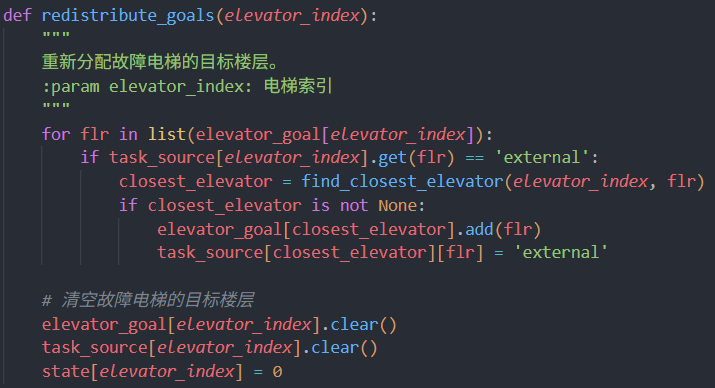 def redistribute_goals(elevator_index):
    """
    重新分配故障电梯的目标楼层。
    :param elevator_index: 电梯索引
    """
    for flr in list(elevator_goal[elevator_index]):
        if task_source[elevator_index].get(flr) == 'external':
            closest_elevator = find_closest_elevator(elevator_index, flr)
            if closest_elevator is not None:
                elevator_goal[closest_elevator].add(flr)
                task_source[closest_elevator][flr] = 'external'

    # 清空故障电梯的目标楼层
    elevator_goal[elevator_index].clear()
    task_source[elevator_index].clear()
    state[elevator_index] = 0